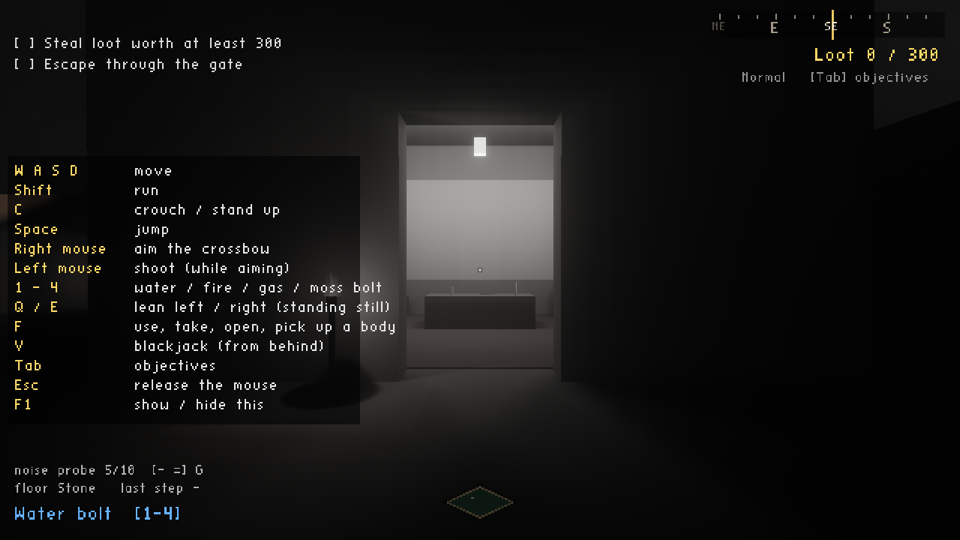 NE E SE S
[ ] Steal loot worth at least 300
[ ] Escape through the gate
Loot 0 / 300
Normal [Tab] objectives
W A S D move
Shift run
C crouch / stand up
Space jump
Right mouse aim the crossbow
Left mouse shoot (while aiming)
1 - 4 water / fire / gas / moss bolt
Q / E lean left / right (standing still)
F use, take, open, pick up a body
V blackjack (from behind)
Tab objectives
Esc release the mouse
F1 show / hide this
noise probe 5/10 [- =] G
floor Stone last step -
Water bolt [1-4]